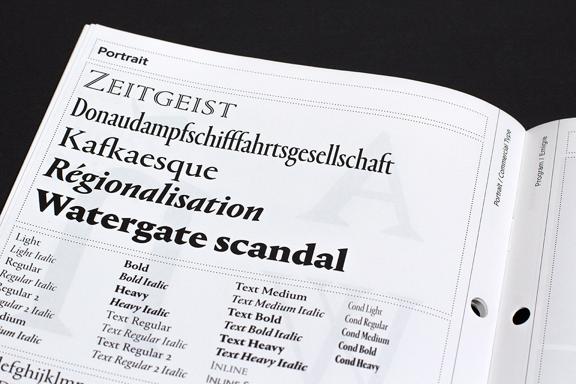 Portrait
ZEITGEIST
Donaudampfschifffahrtsgesellschaft
Kafkaesque
Régionalisation
Watergate scandal
Light
Light Italic
Regular
Regular Italic
Regular 2
Regular 2 Italic
Bold
Bold Italic
Heavy
Heavy Italic
Text Regular
Text Regular Italic
Text Regular 2
Text Regular 2 Italic
Text Medium
Text Medium Italic
Text Bold
Text Bold Italic
Text Heavy
Text Heavy Italic
INLINE
Cond Light
Cond Regular
Cond Medium
Cond Bold
Cond Heavy
Portrait / Commercial Type
Program / Emigre